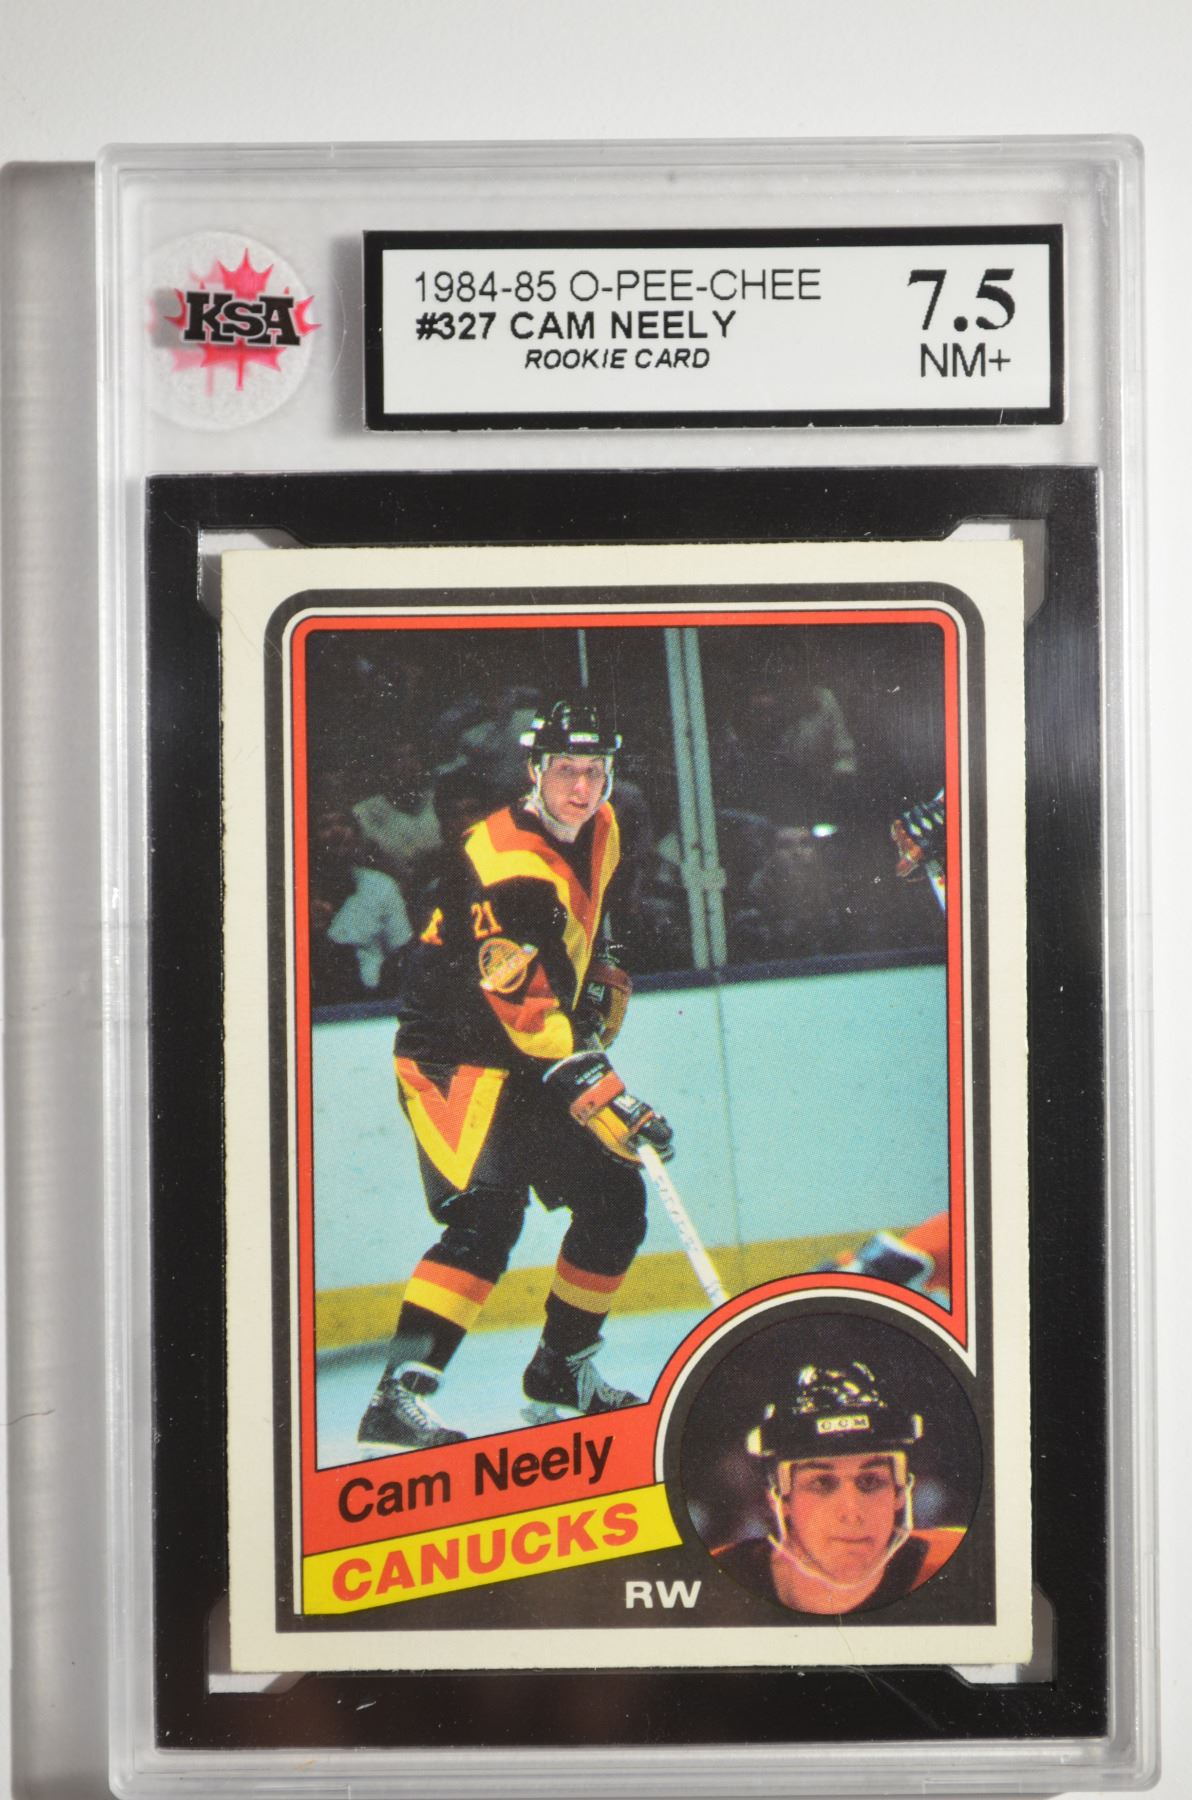 KSA
1984-85 O-PEE-CHEE
#327 CAM NEELY
ROOKIE CARD
7.5
NM+
21
CCM
Cam Neely
CANUCKS
RW